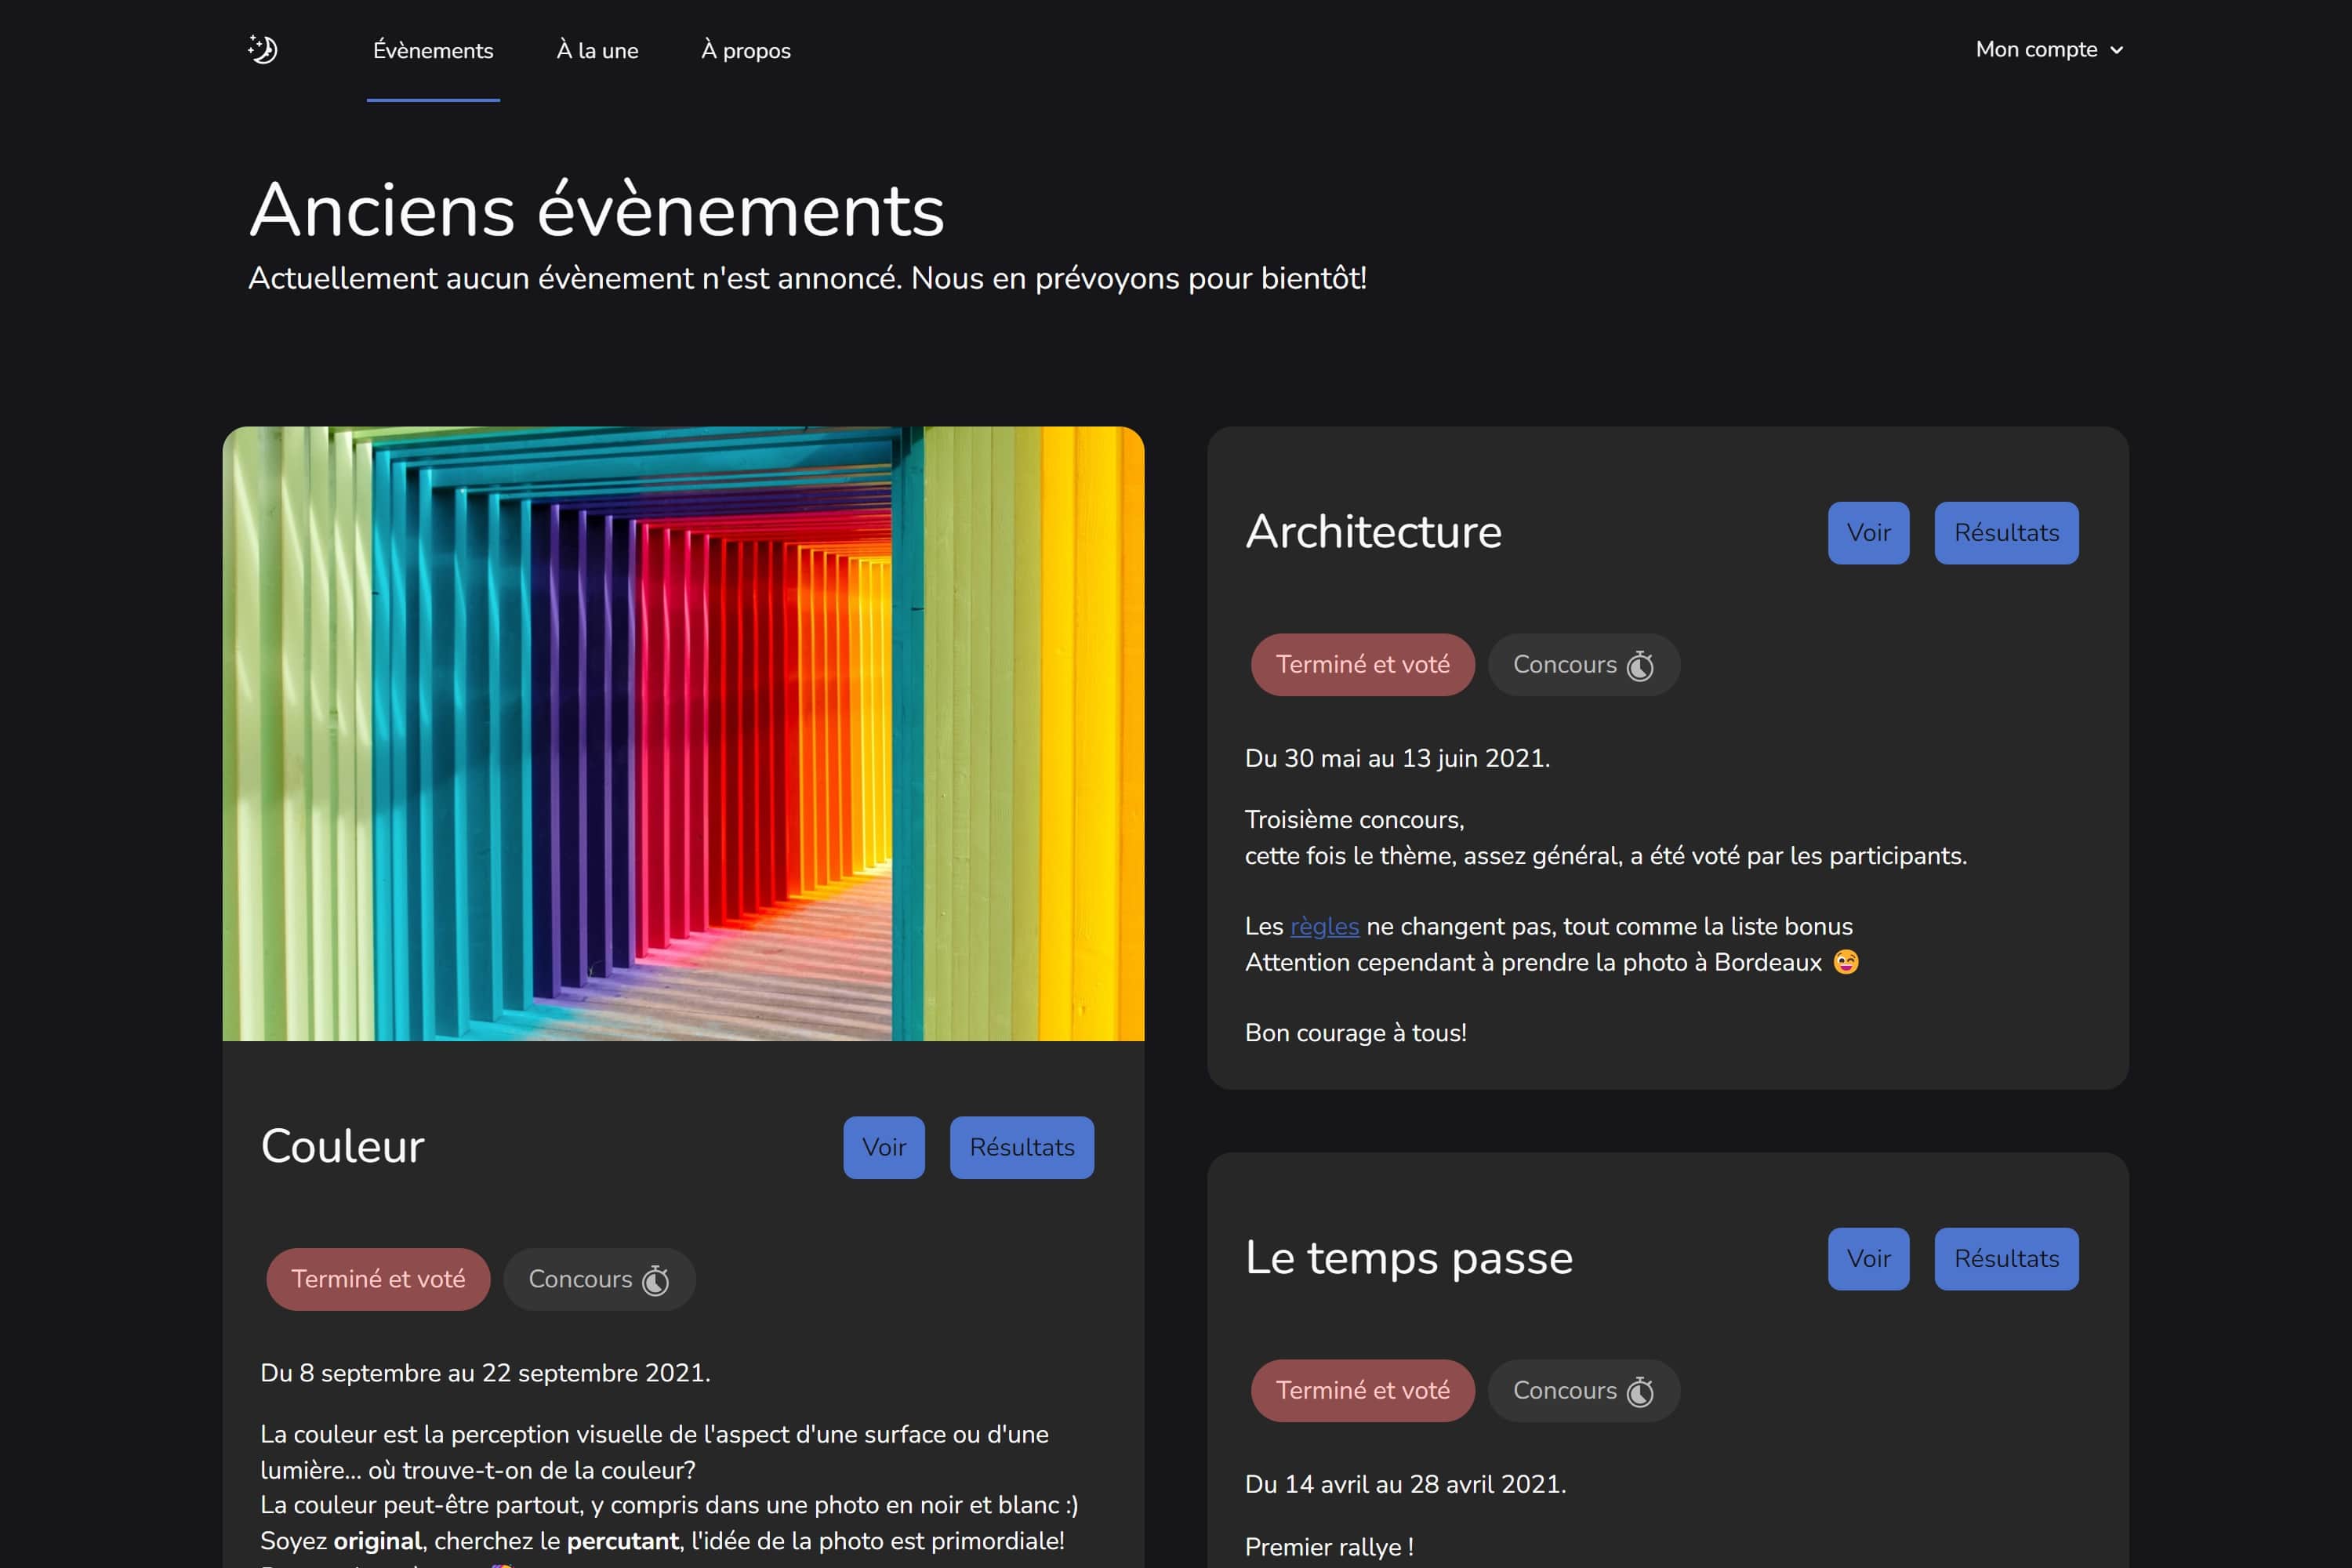 Évènements
À la une
À propos
Mon compte
Anciens évènements
Actuellement aucun évènement n'est annoncé. Nous en prévoyons pour bientôt!
Couleur
Voir
Résultats
Terminé et voté
Concours
Du 8 septembre au 22 septembre 2021.
La couleur est la perception visuelle de l'aspect d'une surface ou d'une
lumière... où trouve-t-on de la couleur?
La couleur peut-être partout, y compris dans une photo en noir et blanc :)
Soyez original, cherchez le percutant, l'idée de la photo est primordiale!
Architecture
Voir
Résultats
Terminé et voté
Concours
Du 30 mai au 13 juin 2021.
Troisième concours,
cette fois le thème, assez général, a été voté par les participants.
Les règles ne changent pas, tout comme la liste bonus
Attention cependant à prendre la photo à Bordeaux 😅
Bon courage à tous!
Le temps passe
Voir
Résultats
Terminé et voté
Concours
Du 14 avril au 28 avril 2021.
Premier rallye !